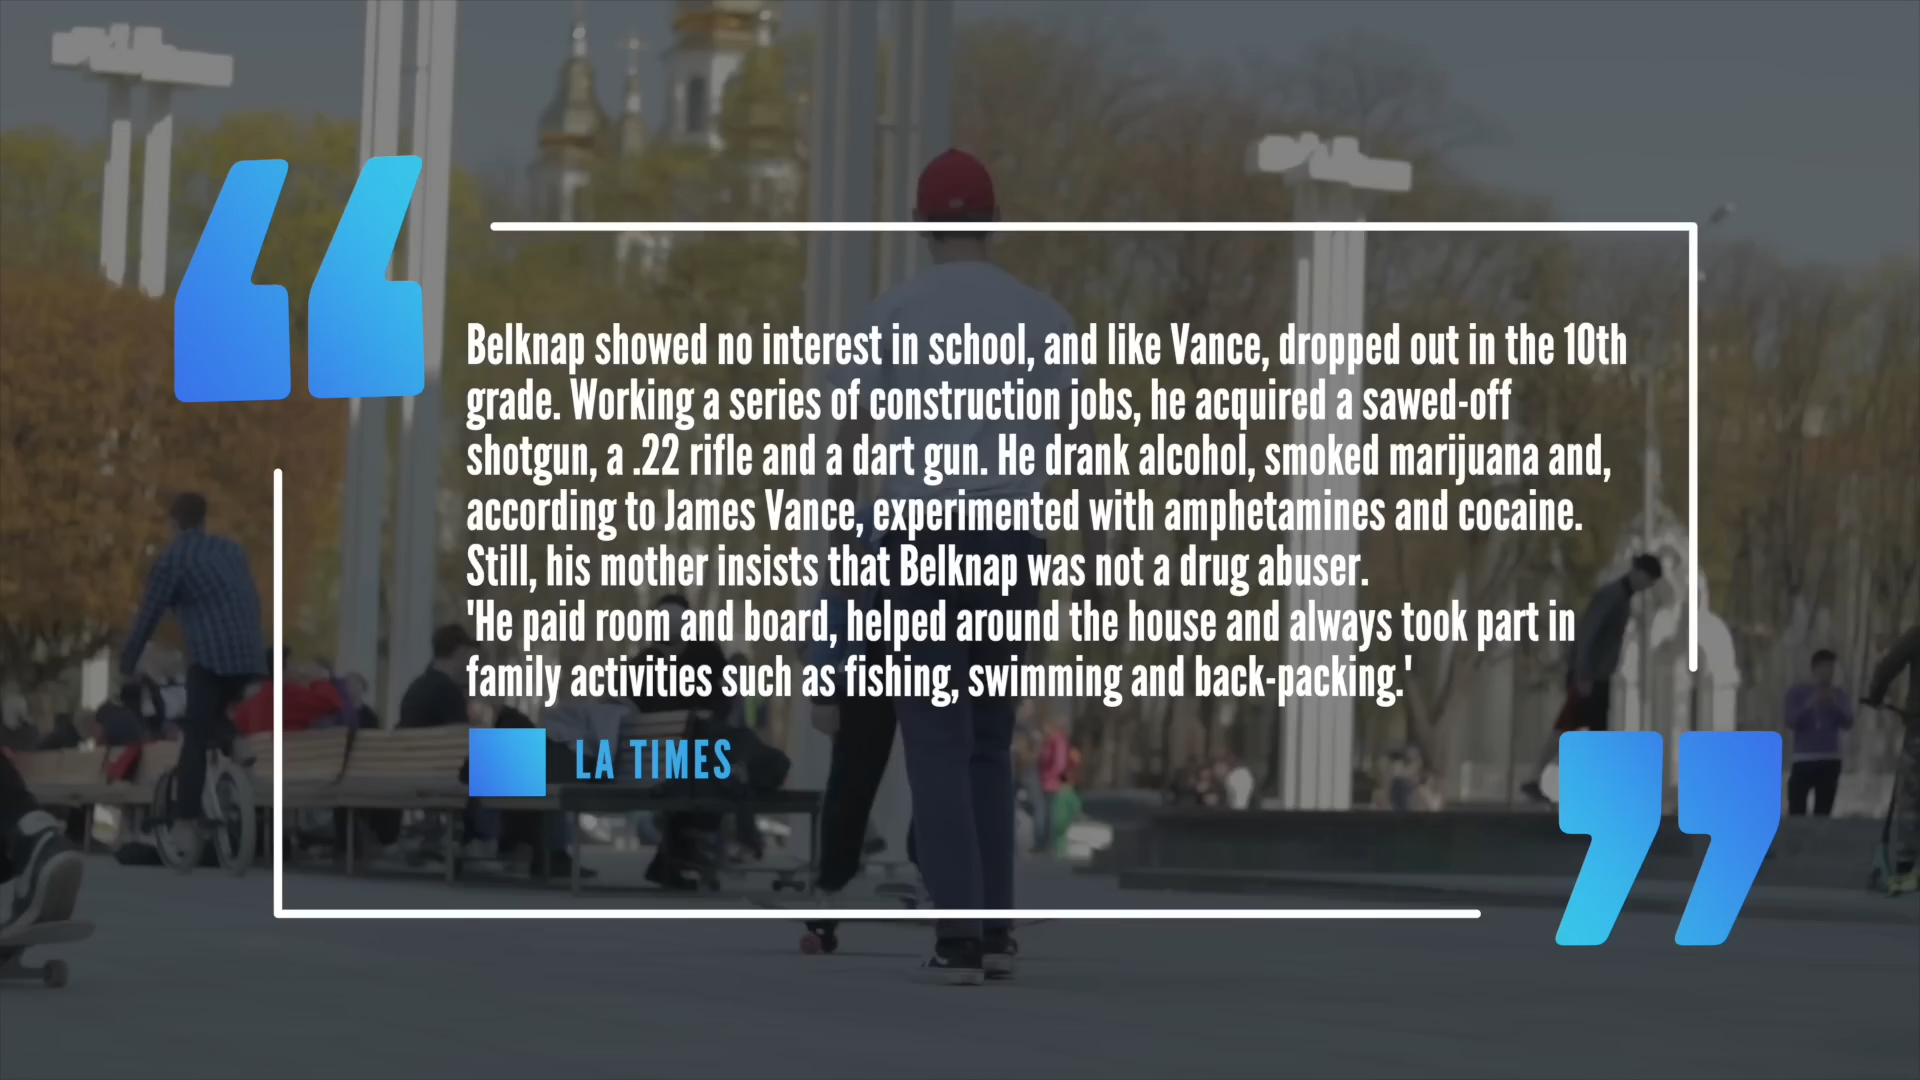 Belknap showed no interest in school, and like Vance, dropped out in the 10th
grade. Working a series of construction jobs, he acquired a sawed-off
shotgun, a .22 rifle and a dart gun. He drank alcohol, smoked marijuana and,
according to James Vance, experimented with amphetamines and cocaine.
Still, his mother insists that Belknap was not a drug abuser.
'He paid room and board, helped around the house and always took part in
family activities such as fishing, swimming and back-packing.'
LA TIMES